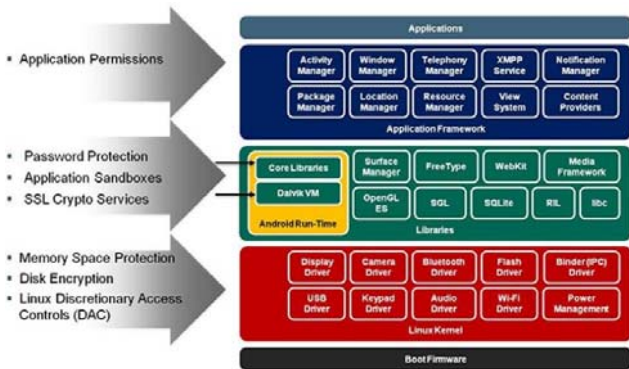 Applications
Application Permissions
Activity Manager
Window Manager
Telephony Manager
XMPP Service
Notification Manager
Package Manager
Location Manager
Resource Manager
View System
Content Providers
Application Framework
Password Protection
Application Sandboxes
SSL Crypto Services
Core Libraries
Dalvik VM
Android Run-Time
Surface Manager
FreeType
WebKit
Media Framework
OpenGL ES
SGL
SQLite
RIL
libc
Libraries
Memory Space Protection
Disk Encryption
Linux Discretionary Access
Controls (DAC)
Display Driver
Camera Driver
Bluetooth Driver
Flash Driver
Binder (IPC) Driver
USB Driver
Keypad Driver
Audio Driver
Wi-Fi Driver
Power Management
Linux Kernel
Boot Firmware